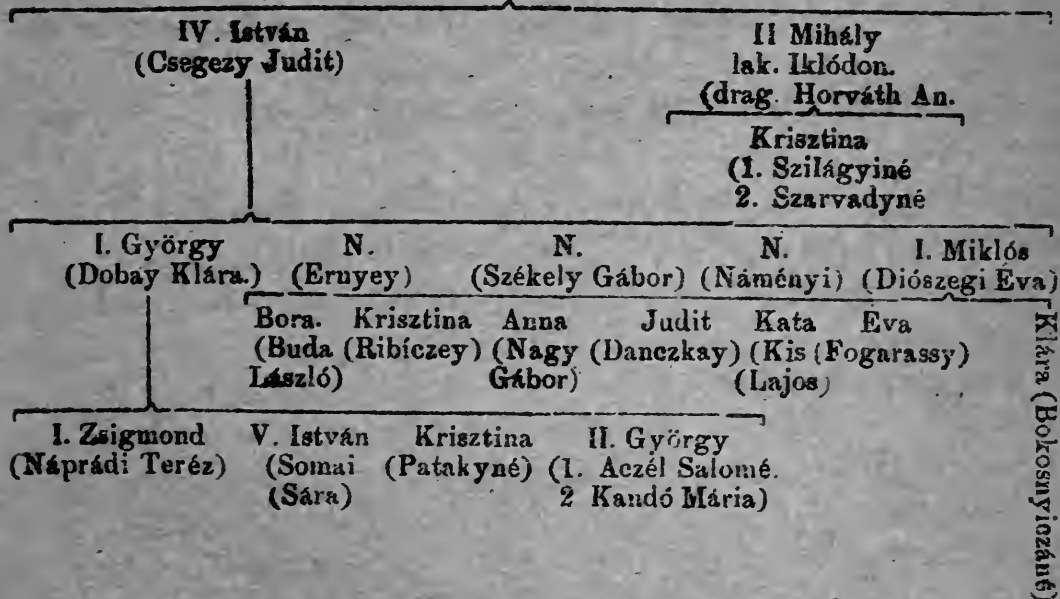 IV. István
(Csegezy Judit)
II Mihály
lak. Iklódon.
(drag. Horváth An.
Krisztina
(1. Szilágyiné
2. Szarvadyné
I. György
(Dobay Klára.)
N.
(Ernyey)
N.
(Székely Gábor)
N.
(Náményi)
I. Miklós
(Diószegi Éva)
Bora.
(Buda
László)
Krisztina
(Ribíczey)
Anna
(Nagy
Gábor)
Judit
(Danczkay)
Kata
(Kis
(Lajos)
Éva
(Fogarassy)
Klára (Bokosnyiczáné)
I. Zsigmond
(Náprádi Teréz)
V. István
(Somai
(Sára)
Krisztina
(Patakyné)
II. György
(1. Aczél Salomé.
2 Kandó Mária)